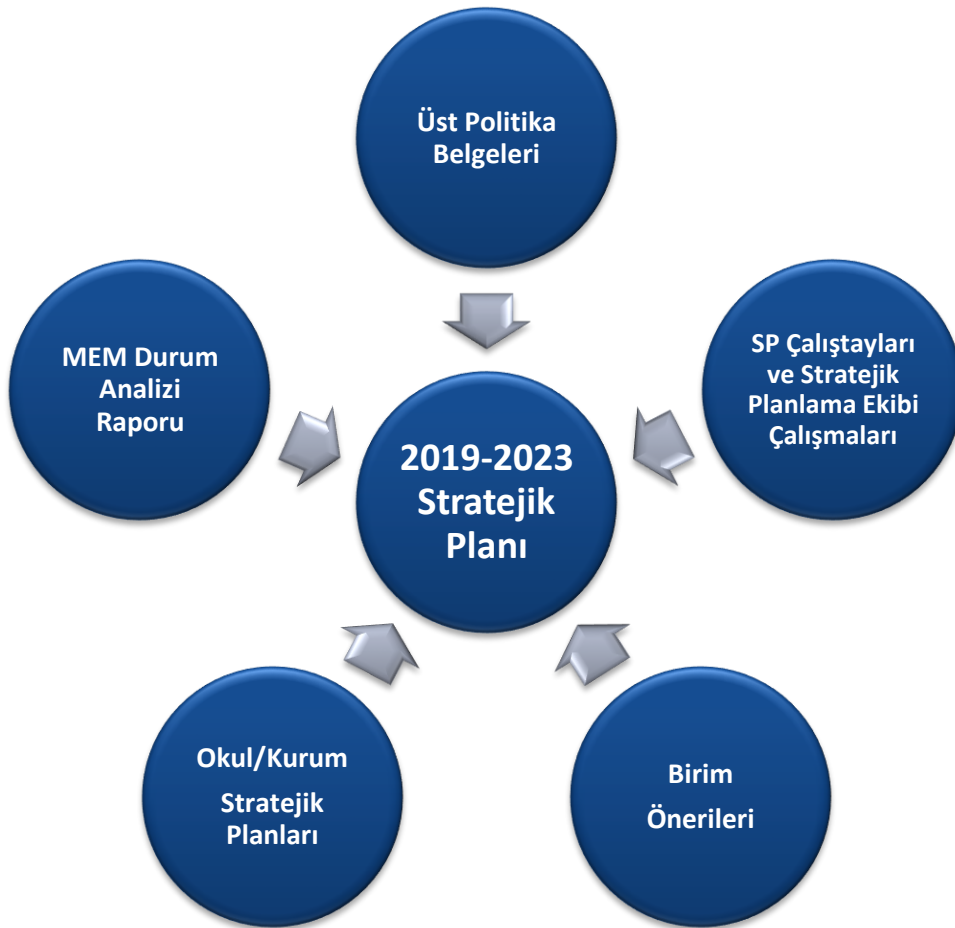 Üst Politika
Belgeleri
MEM Durum
Analizi
Raporu
SP Çalıştayları
ve Stratejik
Planlama Ekibi
Çalışmaları
2019-2023
Stratejik
Planı
Okul/Kurum
Stratejik
Planları
Birim
Önerileri